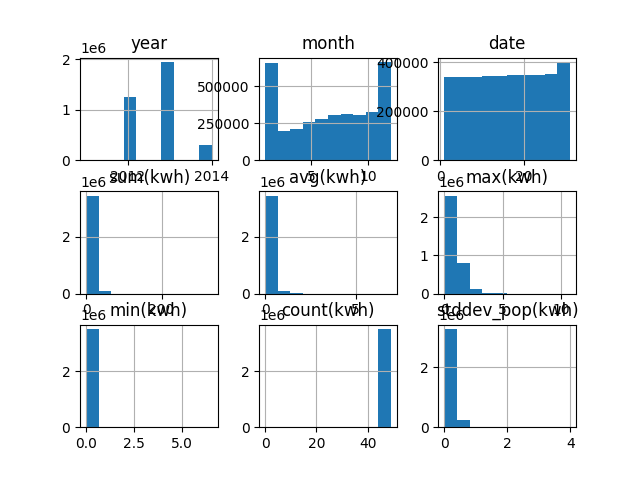 year
month
date
1e6
2
1
0
2012
2014
500000
250000
0
5
10
400000
200000
0
0
20
sum(kwh)
avg(kwh)
max(kwh)
1e6
2
0
0
200
1e6
2
0
0
5
1e6
2
1
0
0
5
10
min(kwh)
count(kwh)
stddev_pop(kwh)
1e6
2
0
0.0
2.5
5.0
1e6
2
0
0
20
40
1e6
2
0
0
2
4